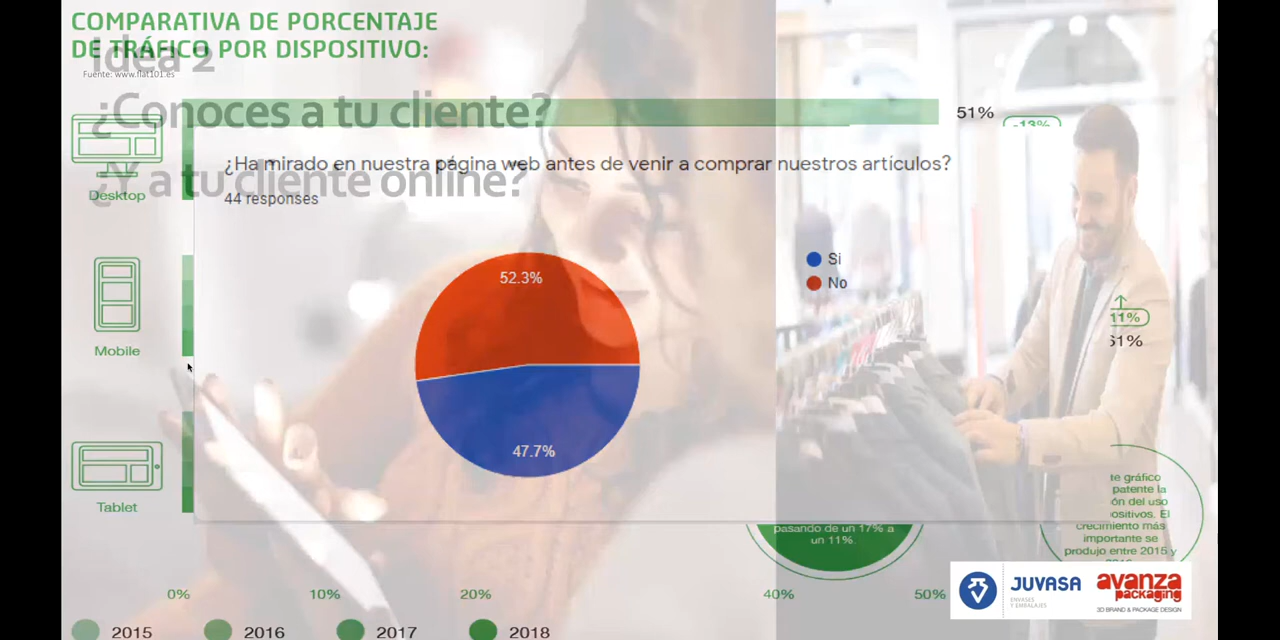 COMPARATIVA DE PORCENTAJE
DE TRÁFICO POR DISPOSITIVO:
Idea 2
Fuente: www.flat101.es
¿Conoces a tu cliente?
51%
-13%
¿Ha mirado en nuestra página web antes de venir a comprar nuestros artículos?
¿Y a tu cliente online?
Desktop
44 responses
Si
No
52.3%
47.7%
11%
61%
Mobile
Tablet
pasando de un 17% a
un 11%.
te gráfico
patente la
ón del uso
ositivos. El
crecimiento más
importante se
produjo entre 2015 y
0%
10%
20%
40%
50%
JUVASA
ENVASES
Y EMBALAJES
avanza
packaging
3D BRAND & PACKAGE DESIGN
2015
2016
2017
2018